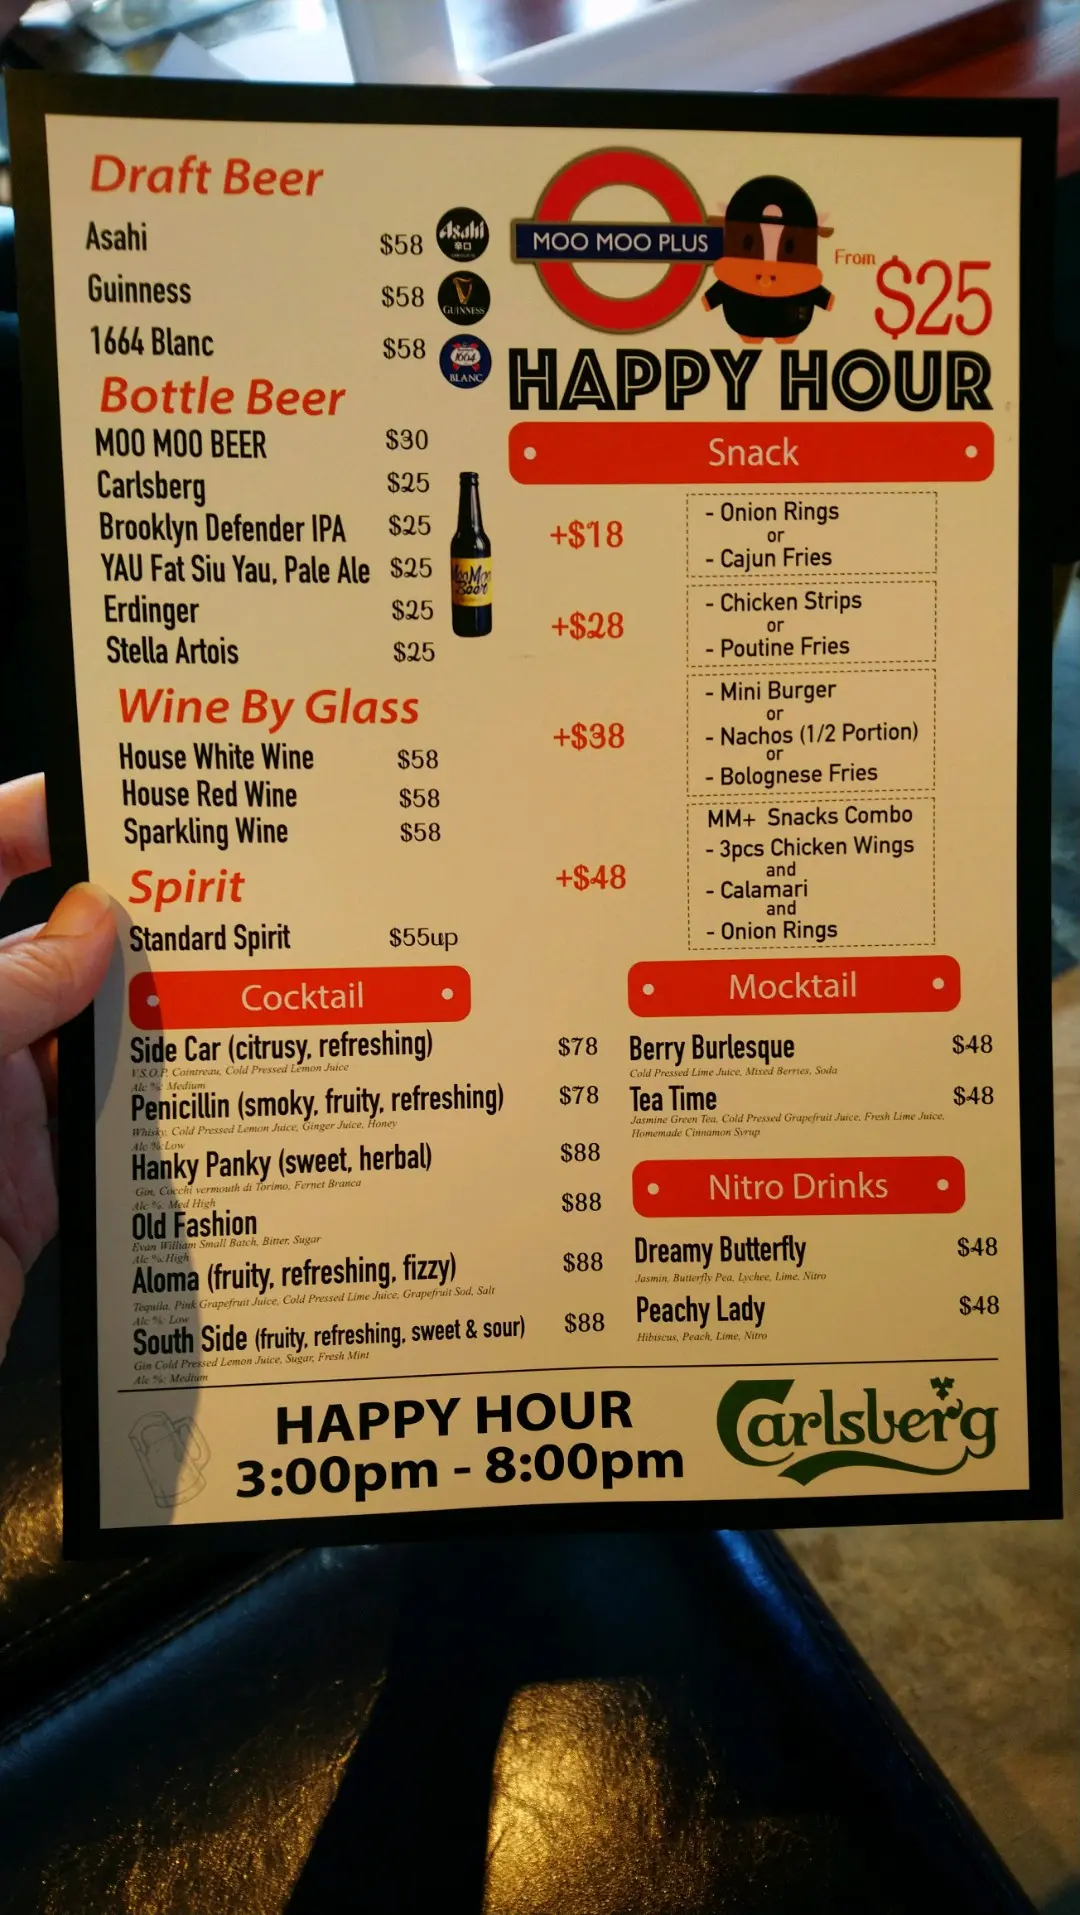 Draft Beer
Asahi $58
Guinness $58
1664 Blanc $58
Asahi
辛口
GUINNESS
1664
BLANC
Bottle Beer
MOO MOO BEER $30
Carlsberg $25
Brooklyn Defender IPA $25
YAU Fat Siu Yau, Pale Ale $25
Erdinger $25
Stella Artois $25
MooMoo
Beer
Wine By Glass
House White Wine $58
House Red Wine $58
Sparkling Wine $58
Spirit
Standard Spirit $55up
MOO MOO PLUS
From $25
HAPPY HOUR
Snack
+$18
- Onion Rings
or
- Cajun Fries
+$28
- Chicken Strips
or
- Poutine Fries
+$38
- Mini Burger
or
- Nachos (1/2 Portion)
or
- Bolognese Fries
+$48
MM+ Snacks Combo
- 3pcs Chicken Wings
and
- Calamari
and
- Onion Rings
Cocktail
Side Car (citrusy, refreshing) $78
V.S.O.P. Cointreau, Cold Pressed Lemon Juice
Alc %: Medium
Penicillin (smoky, fruity, refreshing) $78
Whisky, Cold Pressed Lemon Juice, Ginger Juice, Honey
Alc %:Low
Hanky Panky (sweet, herbal) $88
Gin, Cocchi vermouth di Torimo, Fernet Branca
Alc %: Med High
Old Fashion $88
Evan William Small Batch, Bitter, Sugar
Alc %:High
Aloma (fruity, refreshing, fizzy) $88
Tequila, Pink Grapefruit Juice, Cold Pressed Lime Juice, Grapefruit Sod, Salt
Alc %: Low
South Side (fruity, refreshing, sweet & sour) $88
Gin Cold Pressed Lemon Juice, Sugar, Fresh Mint
Alc %: Medium
Mocktail
Berry Burlesque $48
Cold Pressed Lime Juice, Mixed Berries, Soda
Tea Time $48
Jasmine Green Tea, Cold Pressed Grapefruit Juice, Fresh Lime Juice,
Homemade Cinnamon Syrup
Nitro Drinks
Dreamy Butterfly $48
Jasmin, Butterfly Pea, Lychee, Lime, Nitro
Peachy Lady $48
Hibiscus, Peach, Lime, Nitro
HAPPY HOUR
3:00pm - 8:00pm
Carlsberg